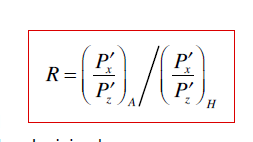 R = (P′x / P′z)A / (P′x / P′z)H